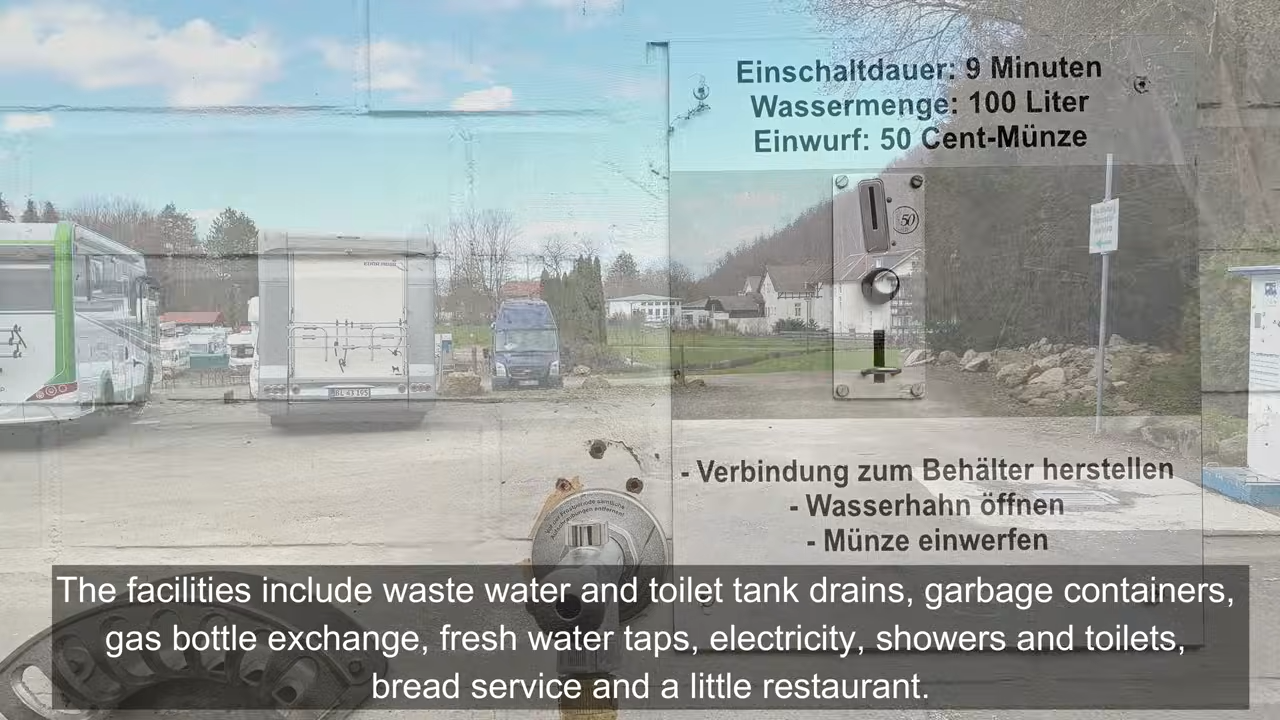 Einschaltdauer: 9 Minuten
Wassermenge: 100 Liter
Einwurf: 50 Cent-Münze
50
- Verbindung zum Behälter herstellen
- Wasserhahn öffnen
- Münze einwerfen
The facilities include waste water and toilet tank drains, garbage containers,
gas bottle exchange, fresh water taps, electricity, showers and toilets,
bread service and a little restaurant.